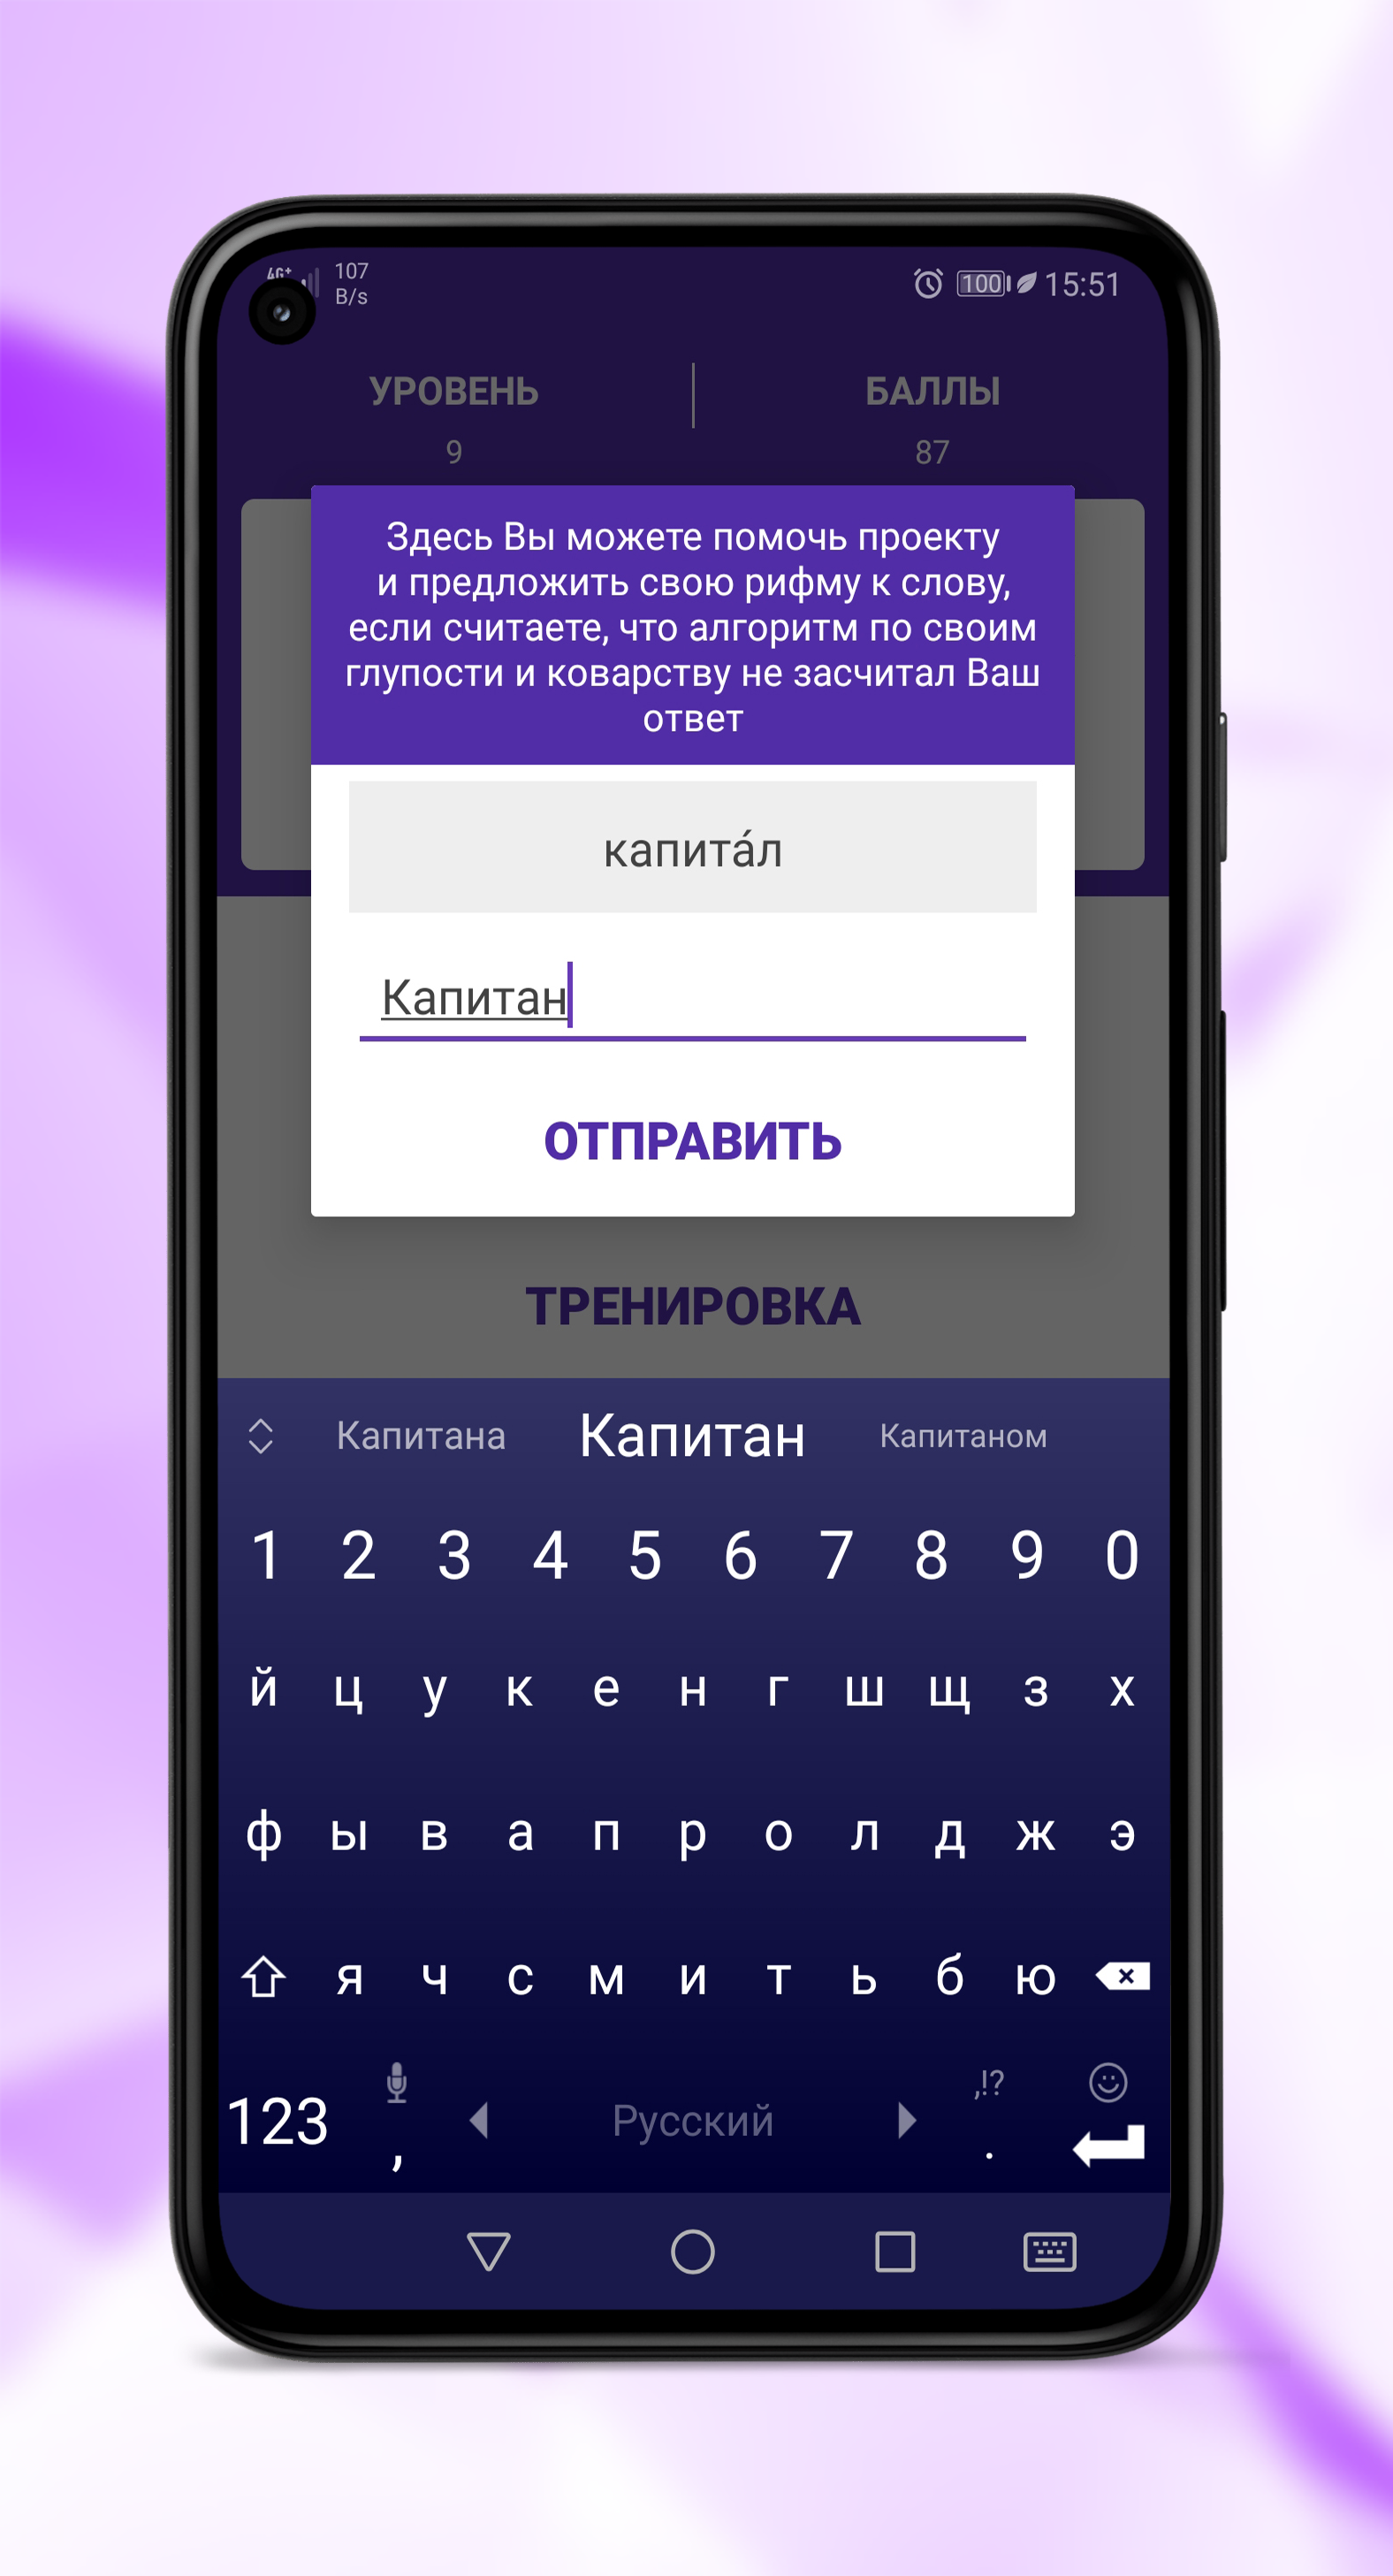 4G+ 107 B/s 100 15:51
УРОВЕНЬ БАЛЛЫ
9 87
Здесь Вы можете помочь проекту
и предложить свою рифму к слову,
если считаете, что алгоритм по своим
глупости и коварству не засчитал Ваш
ответ
капита́л
Капитан
ОТПРАВИТЬ
ТРЕНИРОВКА
Капитана Капитан Капитаном
1 2 3 4 5 6 7 8 9 0
й ц у к е н г ш щ з х
ф ы в а п р о л д ж э
я ч с м и т ь б ю
123 , Русский ,!? .